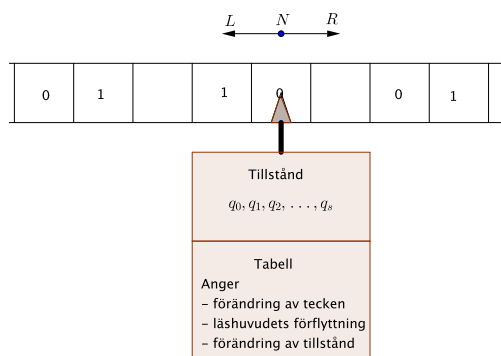 L N R
0 1 1 0 0 1
Tillstånd
q₀, q₁, q₂, . . . , qₛ
Tabell
Anger
– förändring av tecken
– läshuvudets förflyttning
– förändring av tillstånd